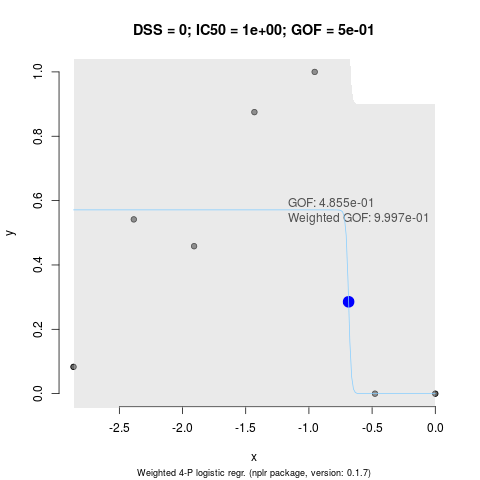 DSS = 0; IC50 = 1e+00; GOF = 5e-01
1.0
0.8
0.6
0.4
0.2
0.0
y
GOF: 4.855e-01
Weighted GOF: 9.997e-01
-2.5 -2.0 -1.5 -1.0 -0.5 0.0
x
Weighted 4-P logistic regr. (nplr package, version: 0.1.7)